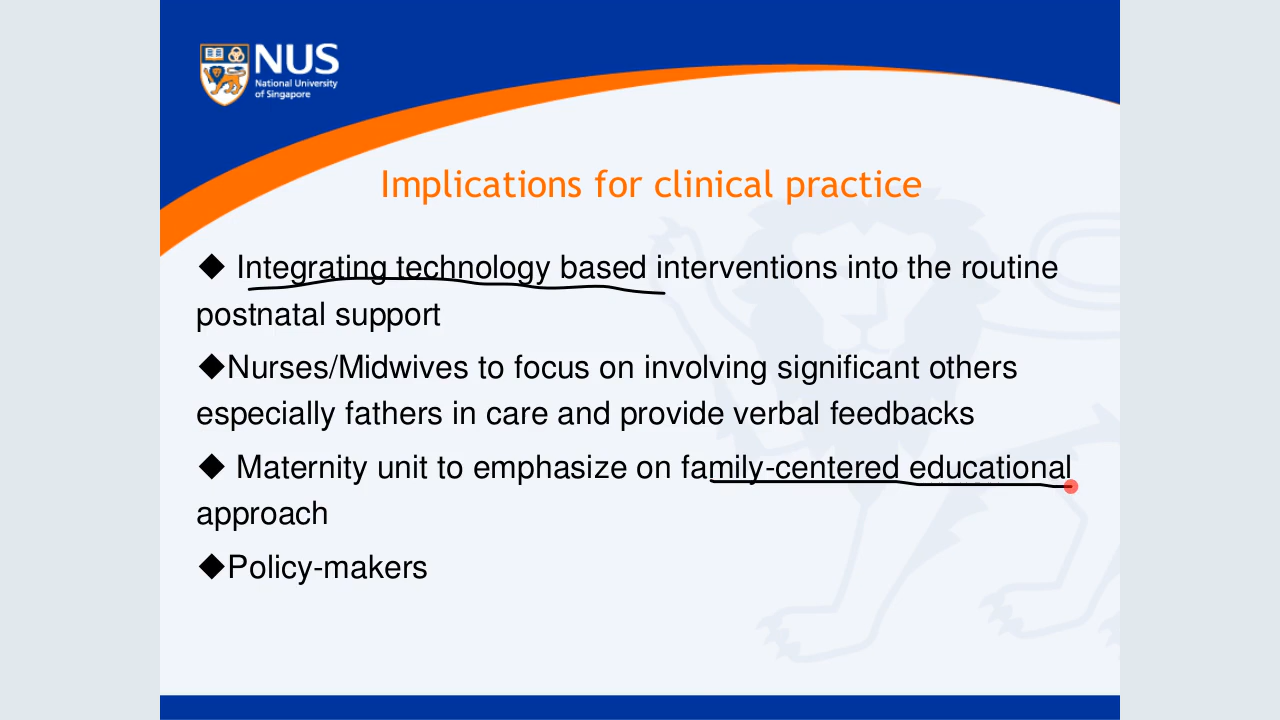 NUS
National University
of Singapore
Implications for clinical practice
◆ Integrating technology based interventions into the routine
postnatal support
◆Nurses/Midwives to focus on involving significant others
especially fathers in care and provide verbal feedbacks
◆ Maternity unit to emphasize on family-centered educational
approach
◆Policy-makers